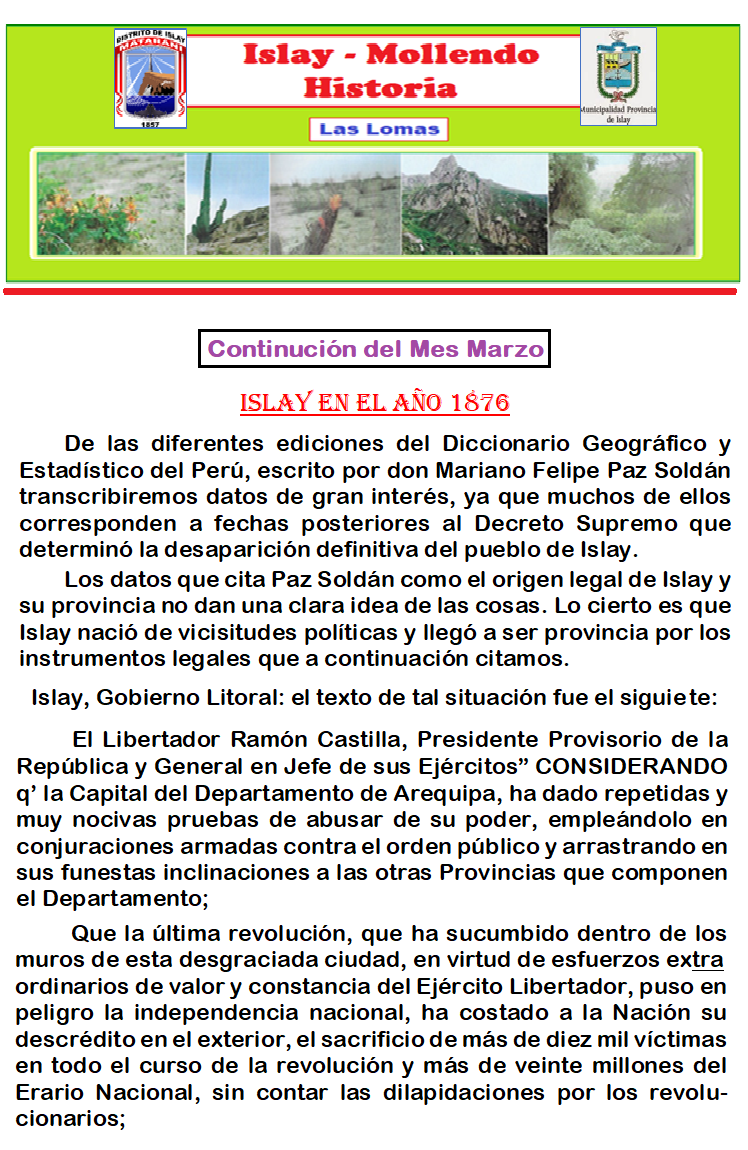 DISTRITO DE ISLAY
MATARANI
1857
Islay - Mollendo
Historia
Municipalidad Provincia
de Islay
Las Lomas
Continución del Mes Marzo
ISLAY EN EL AÑO 1876
De las diferentes ediciones del Diccionario Geográfico y
Estadístico del Perú, escrito por don Mariano Felipe Paz Soldán
transcribiremos datos de gran interés, ya que muchos de ellos
corresponden a fechas posteriores al Decreto Supremo que
determinó la desaparición definitiva del pueblo de Islay.
Los datos que cita Paz Soldán como el origen legal de Islay y
su provincia no dan una clara idea de las cosas. Lo cierto es que
Islay nació de vicisitudes políticas y llegó a ser provincia por los
instrumentos legales que a continuación citamos.
Islay, Gobierno Litoral: el texto de tal situación fue el siguiete:
El Libertador Ramón Castilla, Presidente Provisorio de la
República y General en Jefe de sus Ejércitos” CONSIDERANDO
q’ la Capital del Departamento de Arequipa, ha dado repetidas y
muy nocivas pruebas de abusar de su poder, empleándolo en
conjuraciones armadas contra el orden público y arrastrando en
sus funestas inclinaciones a las otras Provincias que componen
el Departamento;
Que la última revolución, que ha sucumbido dentro de los
muros de esta desgraciada ciudad, en virtud de esfuerzos extra
ordinarios de valor y constancia del Ejército Libertador, puso en
peligro la independencia nacional, ha costado a la Nación su
descrédito en el exterior, el sacrificio de más de diez mil víctimas
en todo el curso de la revolución y más de veinte millones del
Erario Nacional, sin contar las dilapidaciones por los revolu-
cionarios;